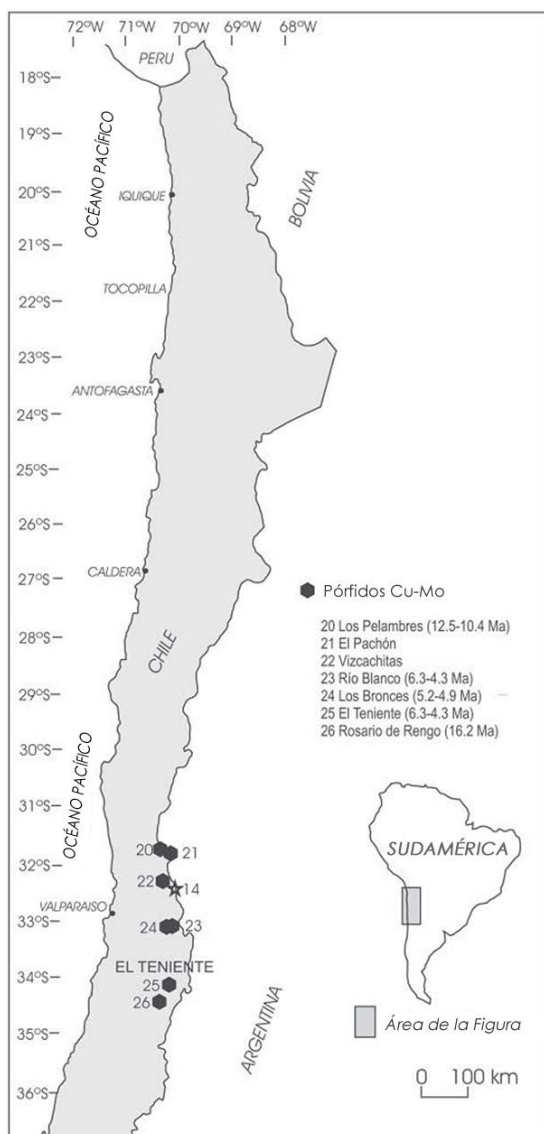 72°W 71°W 70°W 69°W 68°W
PERU
18°S
19°S
OCÉANO PACÍFICO
20°S
IQUIQUE
BOLIVIA
21°S
TOCOPILLA
22°S
23°S
ANTOFAGASTA
24°S
25°S
26°S
CALDERA
27°S
Pórfidos Cu-Mo
20 Los Pelambres (12.5-10.4 Ma)
21 El Pachón
22 Vizcachitas
23 Río Blanco (6.3-4.3 Ma)
24 Los Bronces (5.2-4.9 Ma)
25 El Teniente (6.3-4.3 Ma)
26 Rosario de Rengo (16.2 Ma)
28°S
CHILE
29°S
30°S
OCÉANO PACÍFICO
31°S
20
21
32°S
22
14
VALPARAISO
33°S
24
23
SUDAMÉRICA
EL TENIENTE
34°S
25
26
35°S
ARGENTINA
Área de la Figura
36°S
0 100 km